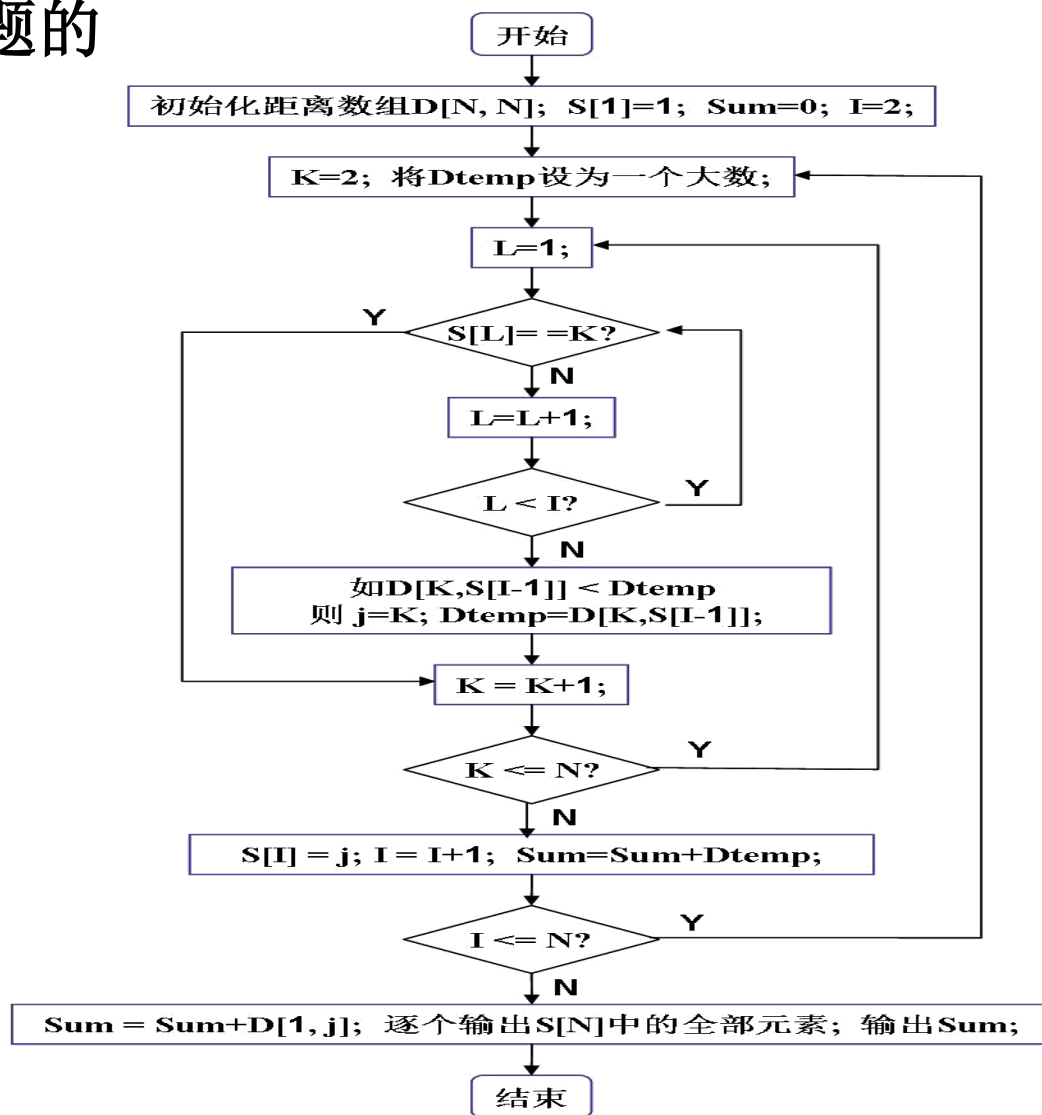 题的
开始
初始化距离数组D[N, N]; S[1]=1; Sum=0; I=2;
K=2; 将Dtemp设为一个大数;
L=1;
Y
S[L]= =K?
N
L=L+1;
L < I?
Y
N
如D[K,S[I-1]] < Dtemp
则 j=K; Dtemp=D[K,S[I-1]];
K = K+1;
K <= N?
Y
N
S[I] = j; I = I+1; Sum=Sum+Dtemp;
I <= N?
Y
N
Sum = Sum+D[1, j]; 逐个输出S[N]中的全部元素; 输出Sum;
结束